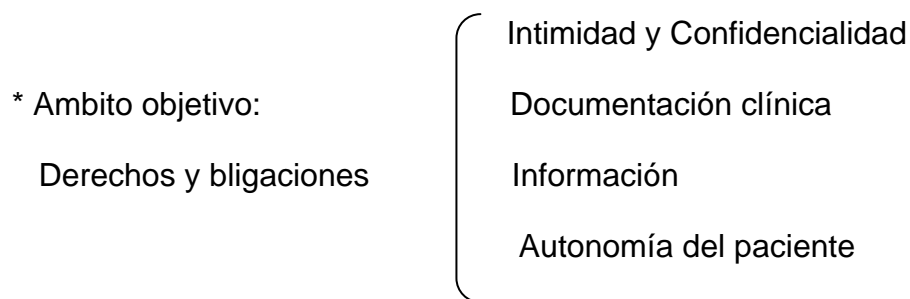 Intimidad y Confidencialidad
* Ambito objetivo:
Documentación clínica
Derechos y bligaciones
Información
Autonomía del paciente